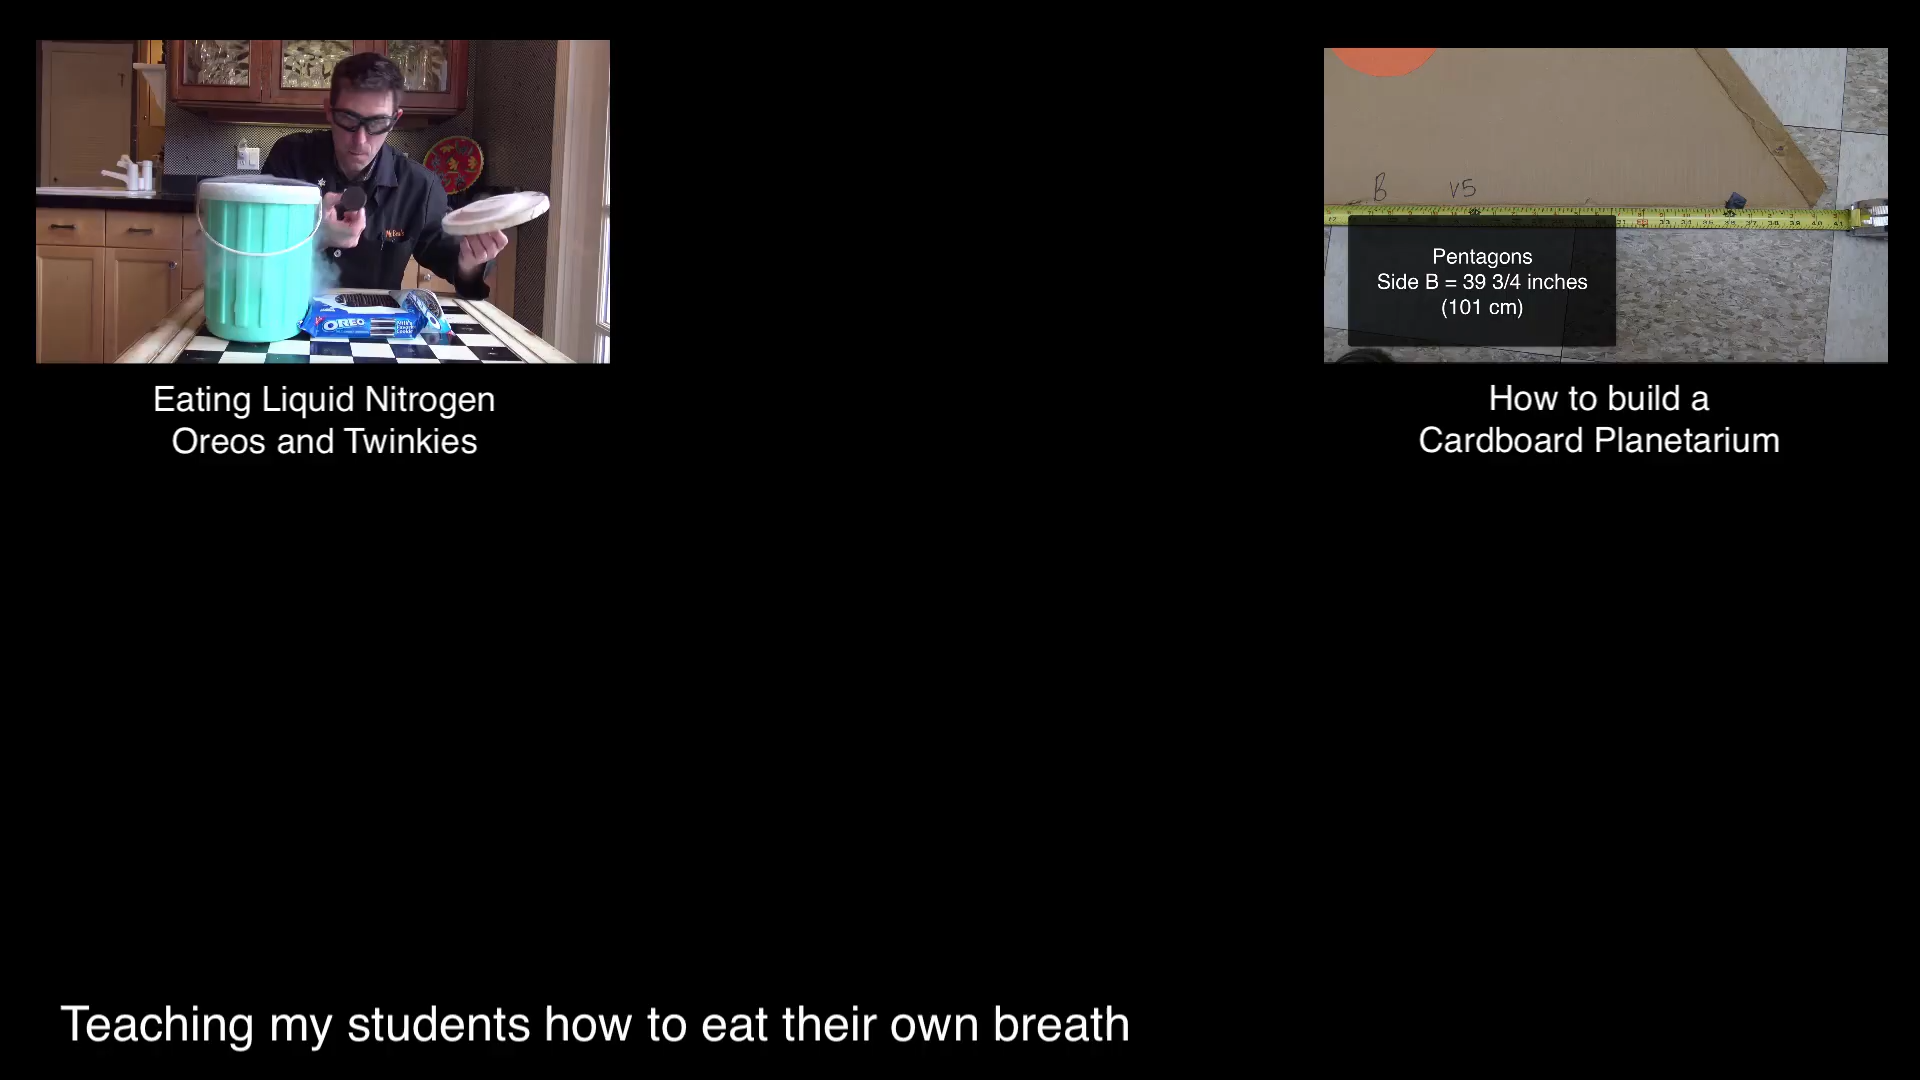 OREO
Eating Liquid Nitrogen
Oreos and Twinkies
B V5
Pentagons
Side B = 39 3/4 inches
(101 cm)
How to build a
Cardboard Planetarium
Teaching my students how to eat their own breath